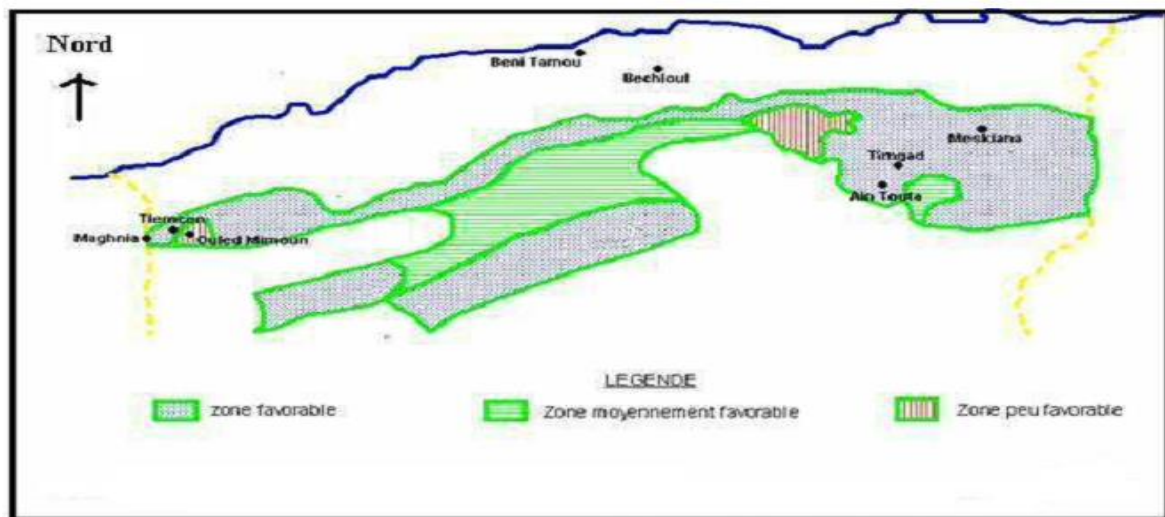 Nord
Beni Tamou
Bechloul
Meskiana
Timgad
Ain Touta
Tlemcen
Maghnia
Ouled Mimoun
LEGENDE
zone favorable
Zone moyennement favorable
Zone peu favorable